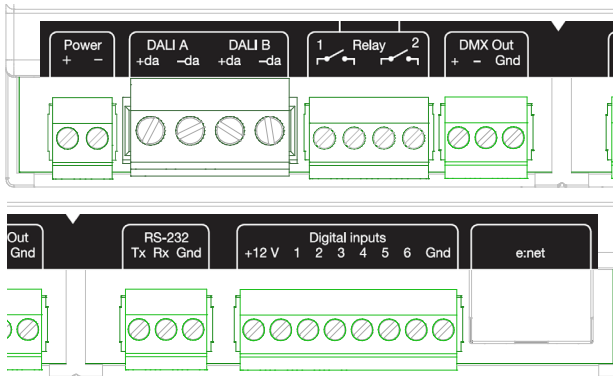 Power DALI A DALI B 1 Relay 2 DMX Out
+ − +da −da +da −da + − Gnd
Out RS-232 Digital inputs e:net
Gnd Tx Rx Gnd +12 V 1 2 3 4 5 6 Gnd